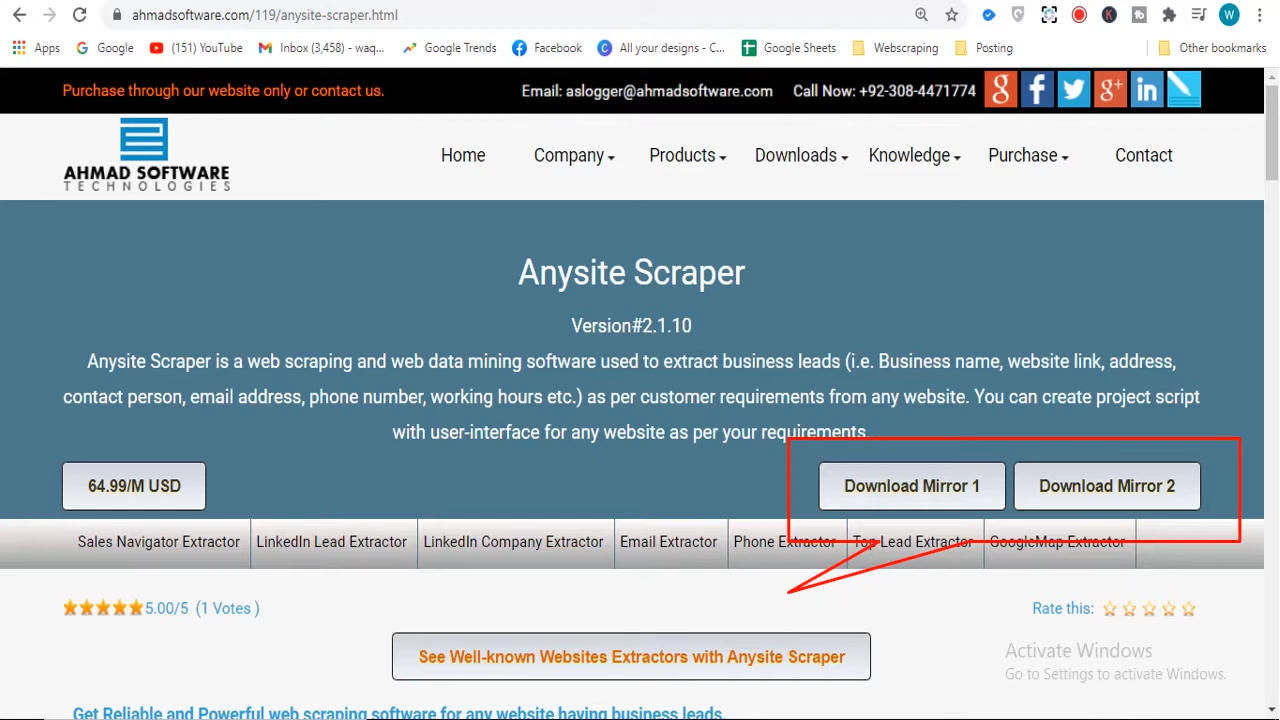 ahmadsoftware.com/119/anysite-scraper.html
W
Apps Google (151) YouTube Inbox (3,458) - waq... Google Trends Facebook All your designs - C... Google Sheets Webscraping Posting Other bookmarks
Purchase through our website only or contact us.
Email: aslogger@ahmadsoftware.com Call Now: +92-308-4471774
AHMAD SOFTWARE
TECHNOLOGIES
Home Company Products Downloads Knowledge Purchase Contact
Anysite Scraper
Version#2.1.10
Anysite Scraper is a web scraping and web data mining software used to extract business leads (i.e. Business name, website link, address,
contact person, email address, phone number, working hours etc.) as per customer requirements from any website. You can create project script
with user-interface for any website as per your requirements.
64.99/M USD Download Mirror 1 Download Mirror 2
Sales Navigator Extractor LinkedIn Lead Extractor LinkedIn Company Extractor Email Extractor Phone Extractor Top Lead Extractor GoogleMap Extractor
5.00/5 (1 Votes ) Rate this:
See Well-known Websites Extractors with Anysite Scraper
Activate Windows
Go to Settings to activate Windows.
Get Reliable and Powerful web scraping software for any website having business leads.